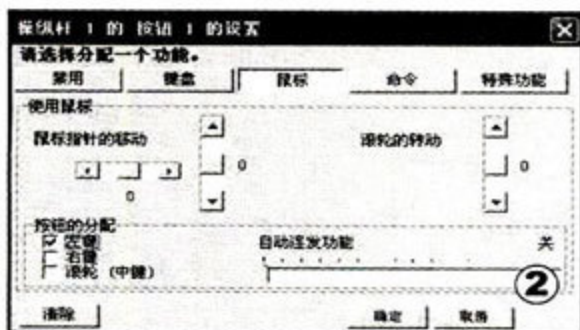 操纵杆 1 的 按钮 1 的设置
请选择分配一个功能。
禁用 键盘 鼠标 命令 特殊功能
使用鼠标
鼠标指针的移动 滚轮的转动
0 0
0
按钮的分配
左键 自动连发功能 关
右键
滚轮 (中键)
②
清除 确定 取消